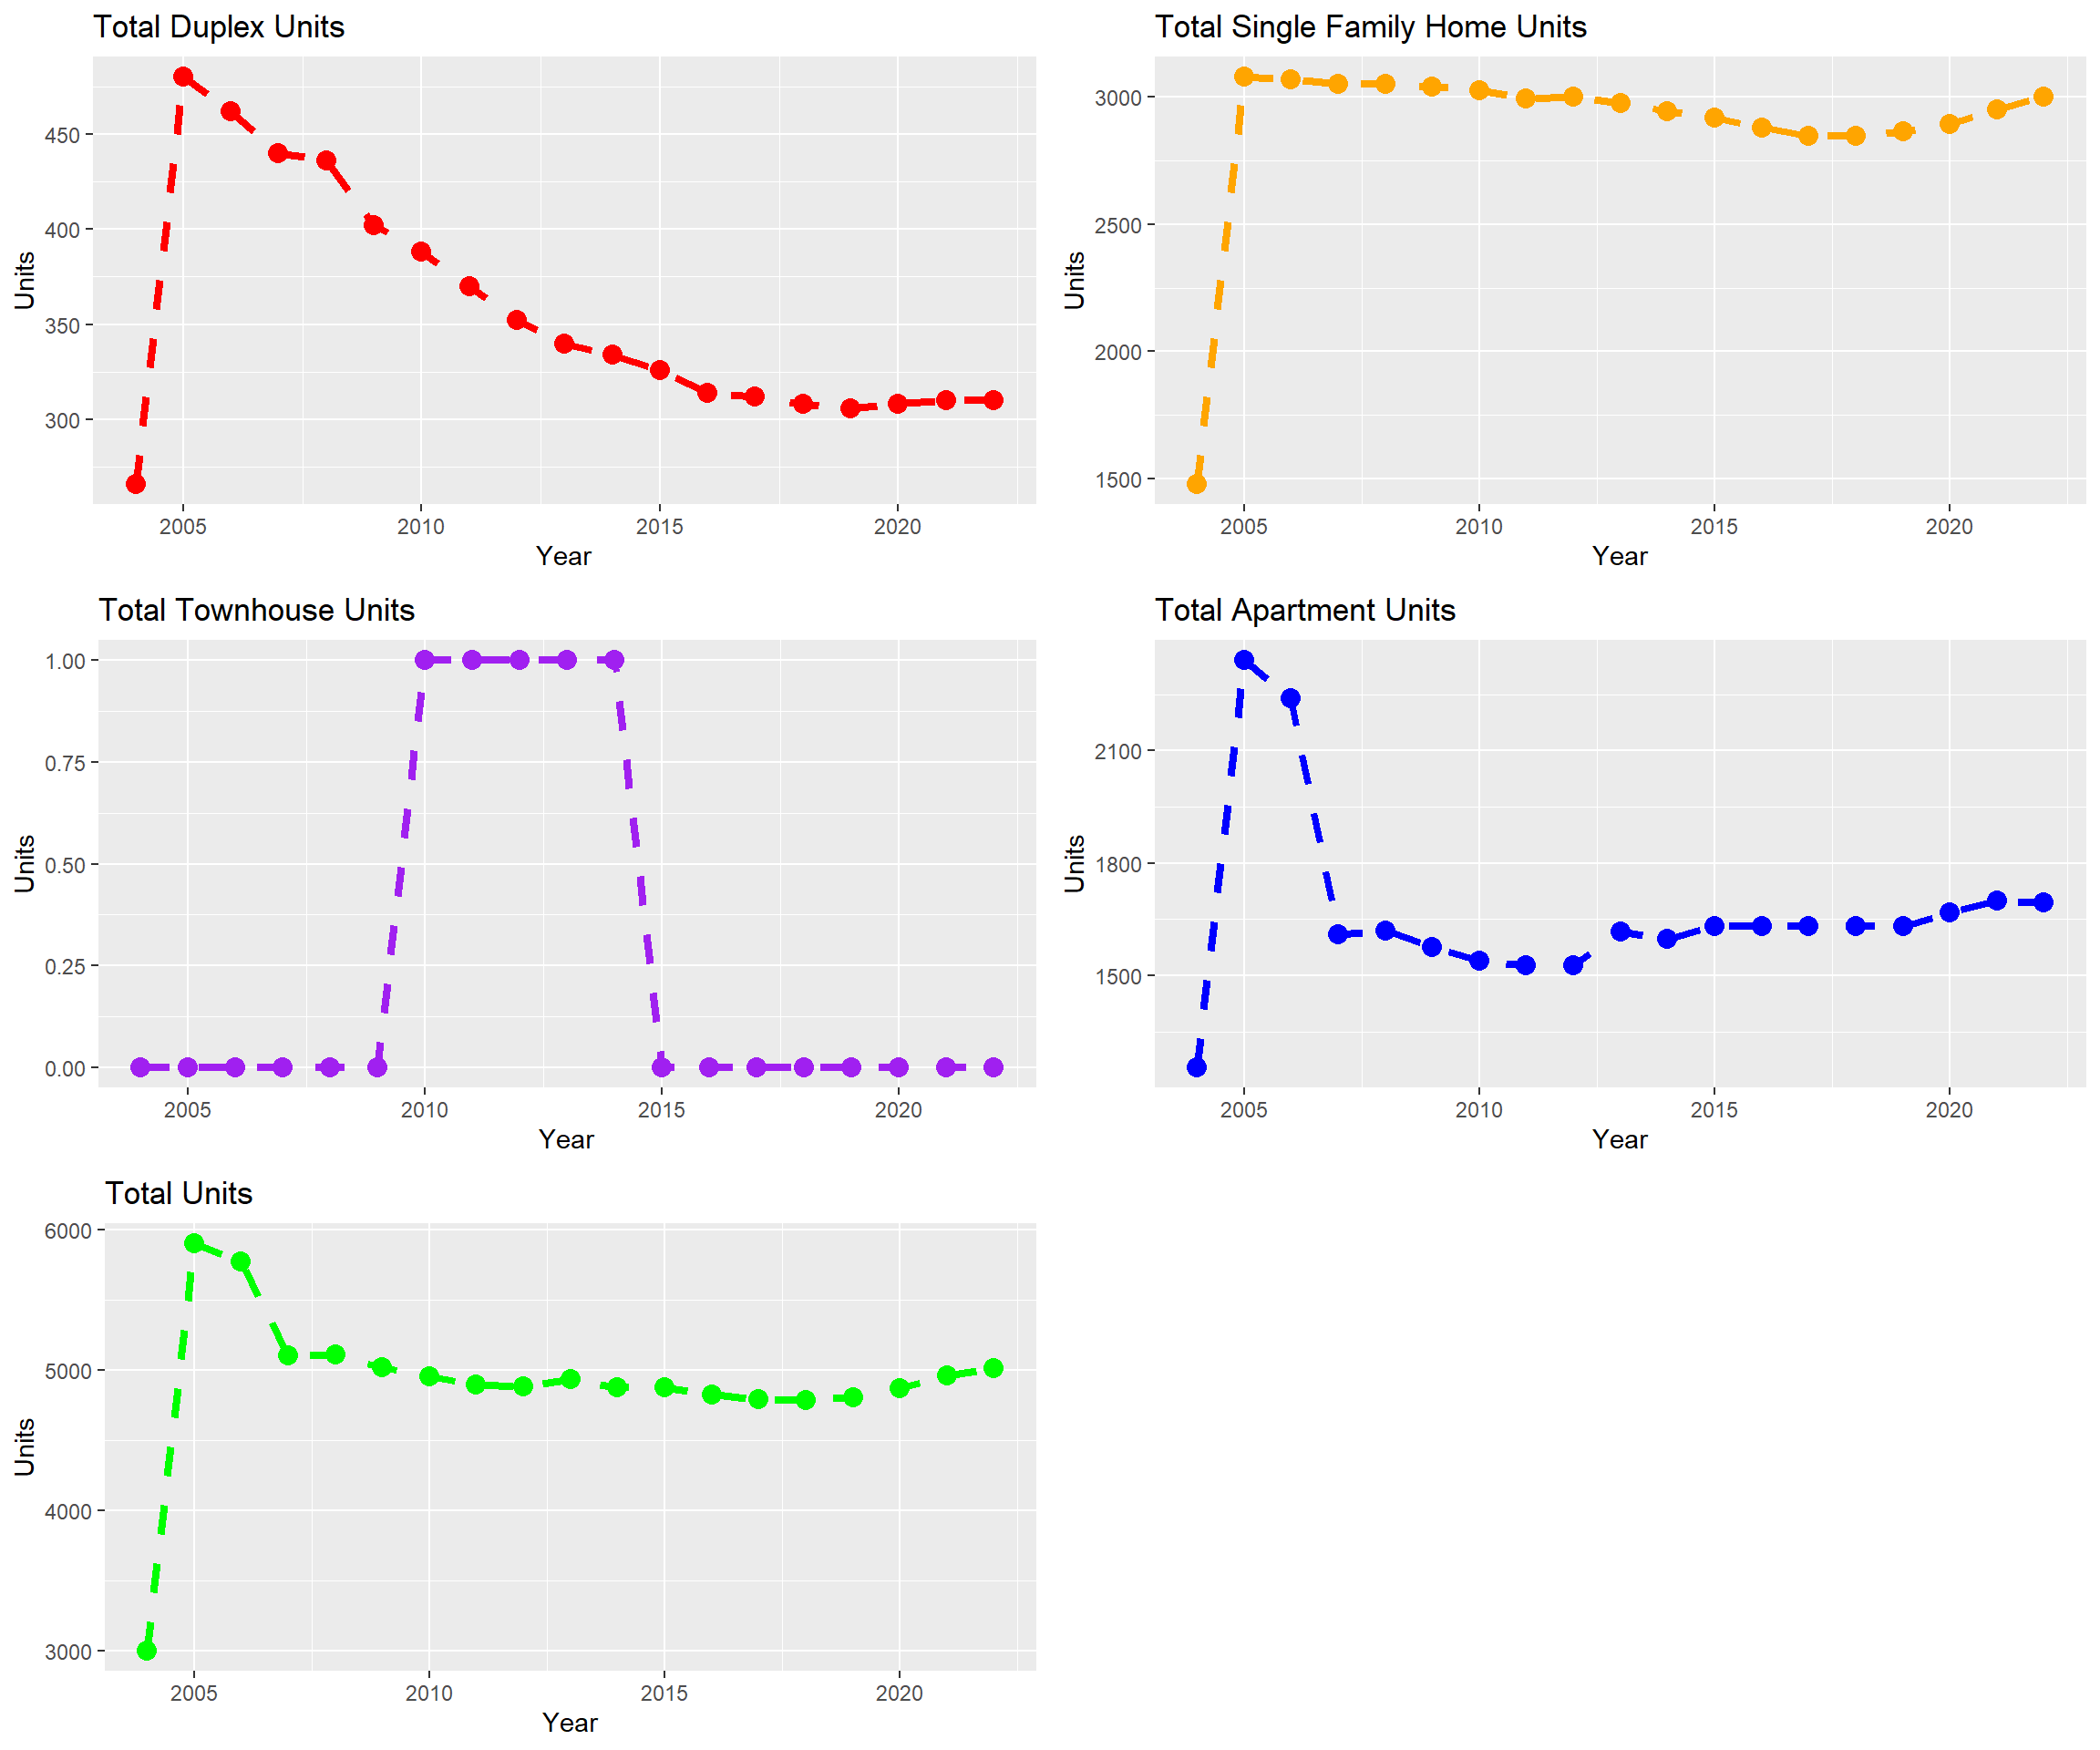 Total Duplex Units
Units
450
400
350
300
2005 2010 2015 2020
Year
Total Single Family Home Units
Units
3000
2500
2000
1500
2005 2010 2015 2020
Year
Total Townhouse Units
Units
1.00
0.75
0.50
0.25
0.00
2005 2010 2015 2020
Year
Total Apartment Units
Units
2100
1800
1500
2005 2010 2015 2020
Year
Total Units
Units
6000
5000
4000
3000
2005 2010 2015 2020
Year